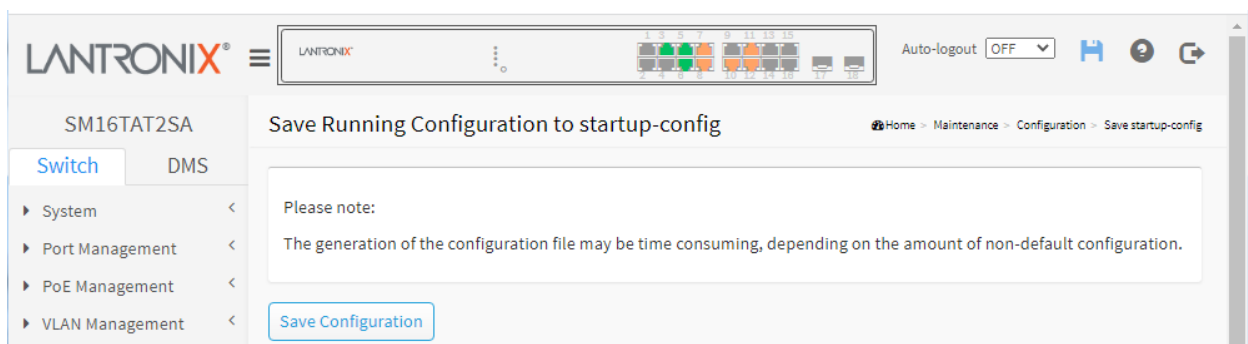 LANTRONIX®
LANTRONIX
1 3 5 7 9 11 13 15
2 4 6 8 10 12 14 16 17 18
Auto-logout OFF
SM16TAT2SA
Switch DMS
System
Port Management
PoE Management
VLAN Management
Save Running Configuration to startup-config
Home > Maintenance > Configuration > Save startup-config
Please note:
The generation of the configuration file may be time consuming, depending on the amount of non-default configuration.
Save Configuration